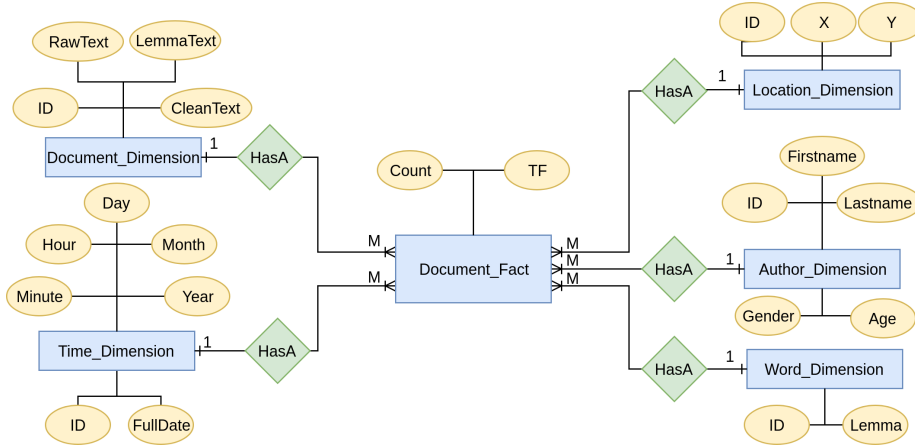 RawText
LemmaText
ID
CleanText
Document_Dimension
1
HasA
M
Day
Hour
Month
Minute
Year
Time_Dimension
1
HasA
M
ID
FullDate
Count
TF
Document_Fact
M
M
M
ID
X
Y
HasA
1
Location_Dimension
Firstname
ID
Lastname
HasA
1
Author_Dimension
Gender
Age
HasA
1
Word_Dimension
ID
Lemma